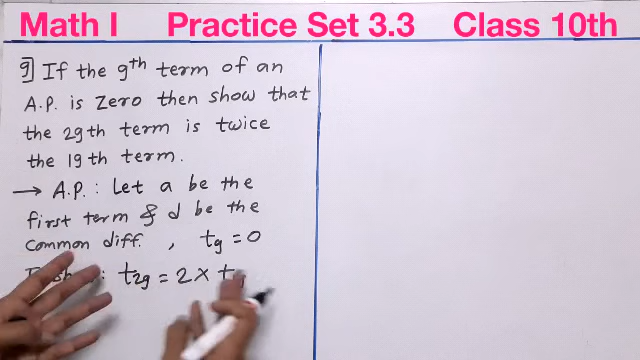 Math I Practice Set 3.3 Class 10th
9] If the 9th term of an
A.P. is zero then show that
the 29th term is twice
the 19th term.
→ A.P. : Let a be the
first term & d be the
common diff. , t9 = 0
: t29 = 2 × t